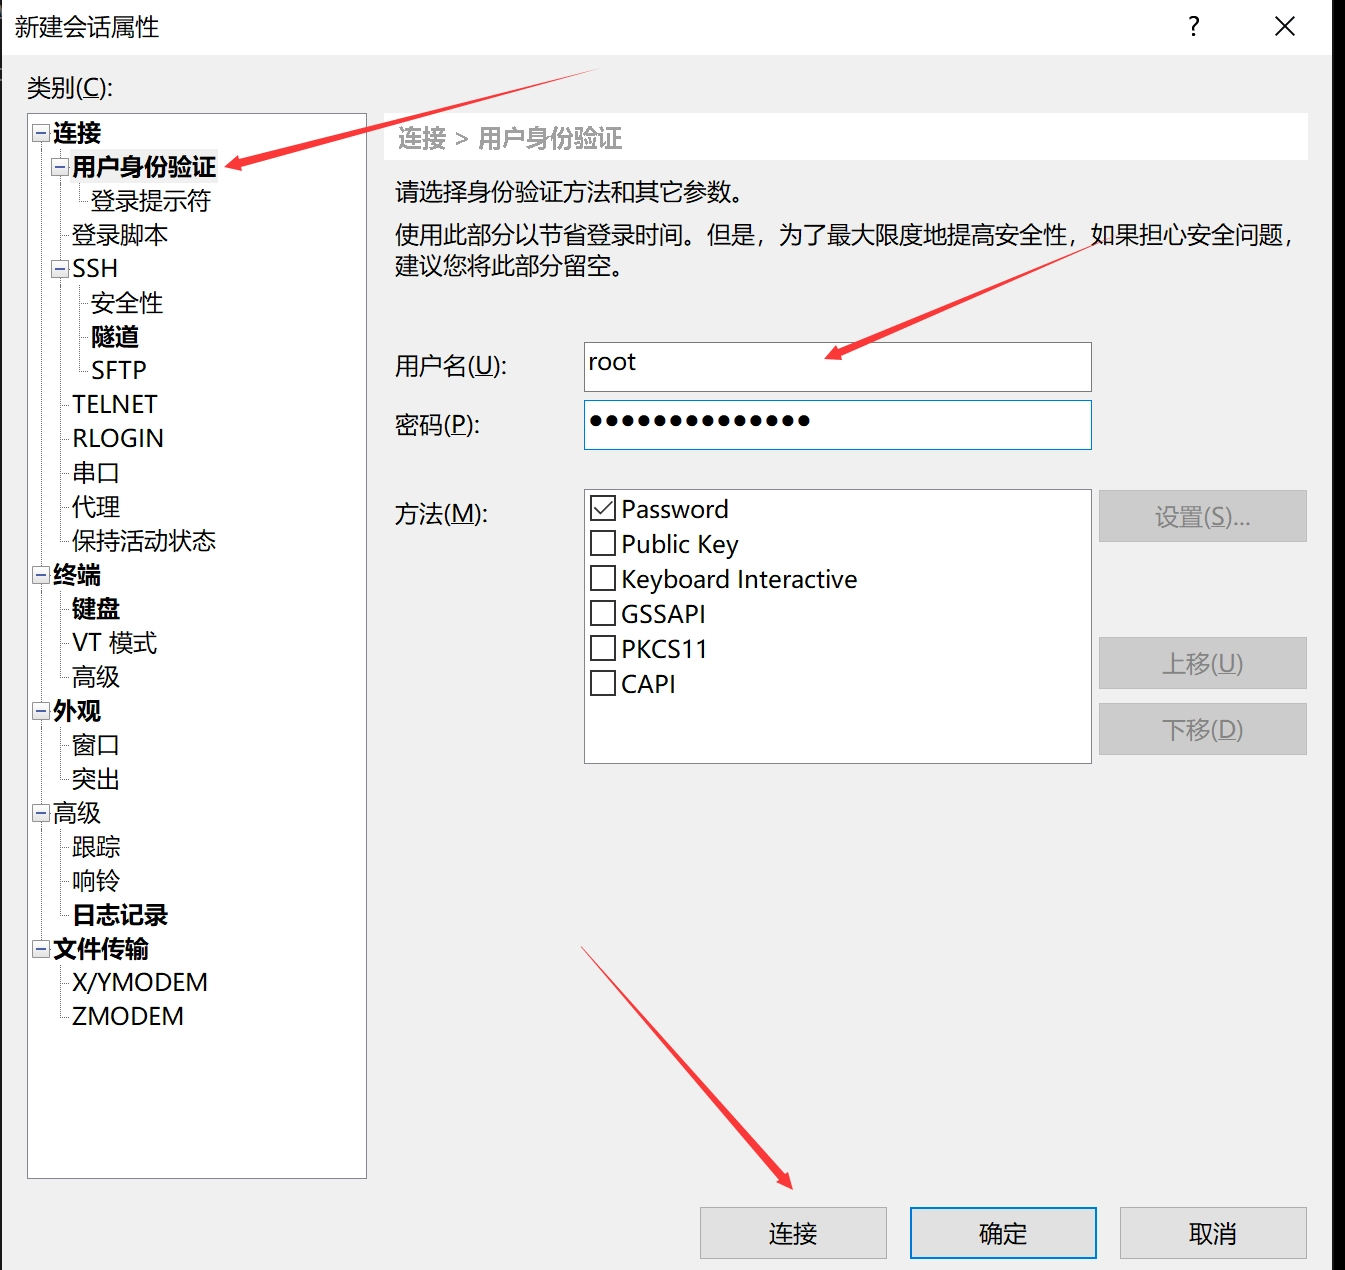 新建会话属性
?
类别(C):
连接
用户身份验证
登录提示符
登录脚本
SSH
安全性
隧道
SFTP
TELNET
RLOGIN
串口
代理
保持活动状态
终端
键盘
VT 模式
高级
外观
窗口
突出
高级
跟踪
响铃
日志记录
文件传输
X/YMODEM
ZMODEM
连接 > 用户身份验证
请选择身份验证方法和其它参数。
使用此部分以节省登录时间。但是，为了最大限度地提高安全性，如果担心安全问题，
建议您将此部分留空。
用户名(U):
root
密码(P):
●●●●●●●●●●●●●●
方法(M):
Password
Public Key
Keyboard Interactive
GSSAPI
PKCS11
CAPI
设置(S)...
上移(U)
下移(D)
连接
确定
取消